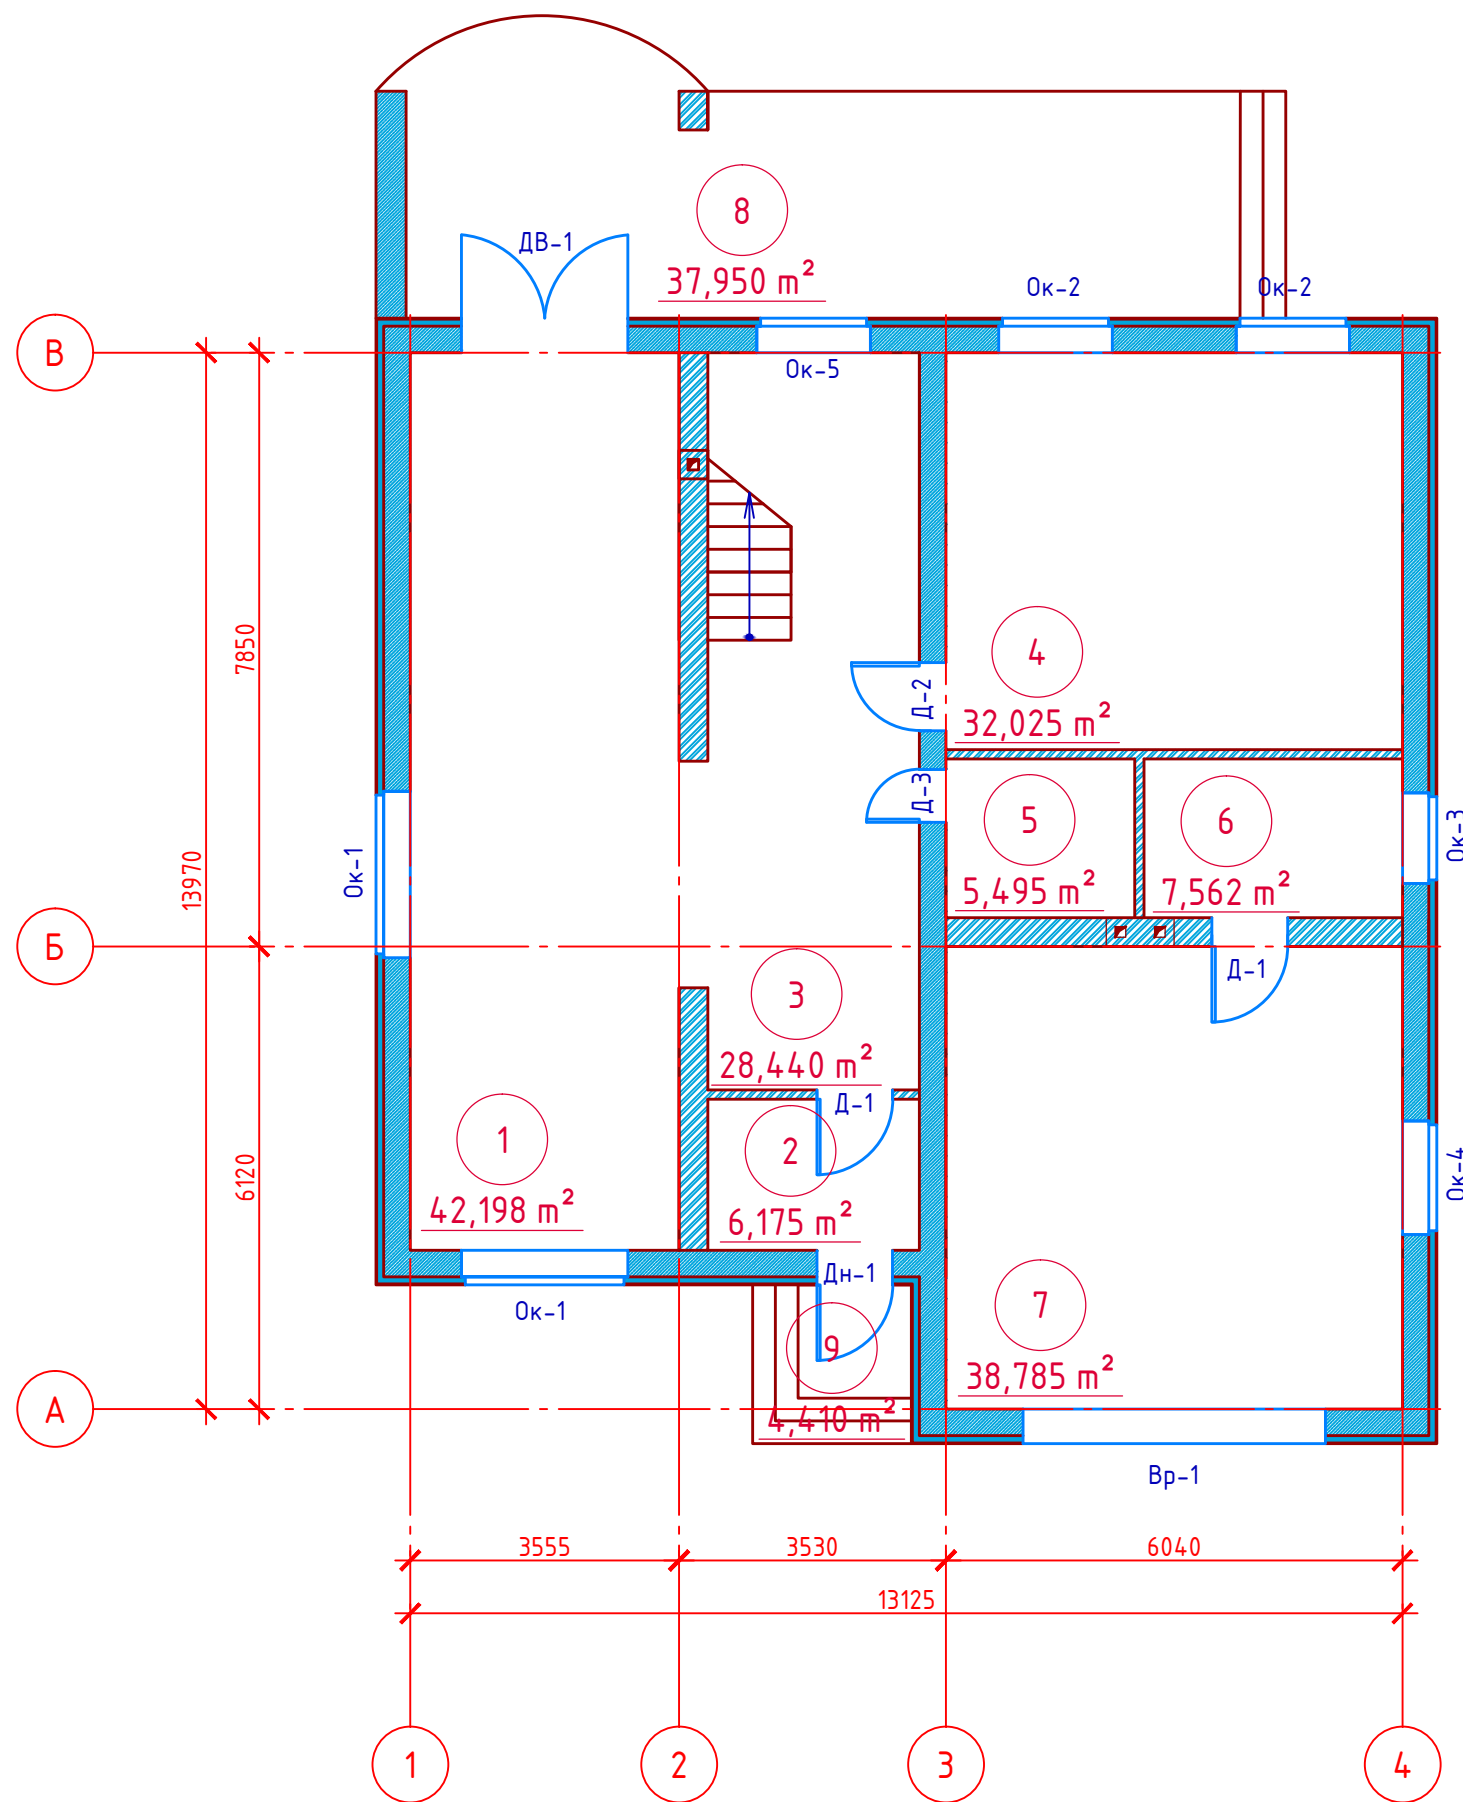 8
ДВ-1
37,950 m²
Ок-2
Ок-2
В
Ок-5
7850
4
Д-2
32,025 m²
Д-3
5
6
Ок-3
13970
Ок-1
5,495 m²
7,562 m²
Б
Д-1
3
28,440 m²
Д-1
1
2
6120
Ок-4
42,198 m²
6,175 m²
Дн-1
Ок-1
7
9
38,785 m²
А
4,410 m²
Вр-1
3555
3530
6040
13125
1
2
3
4